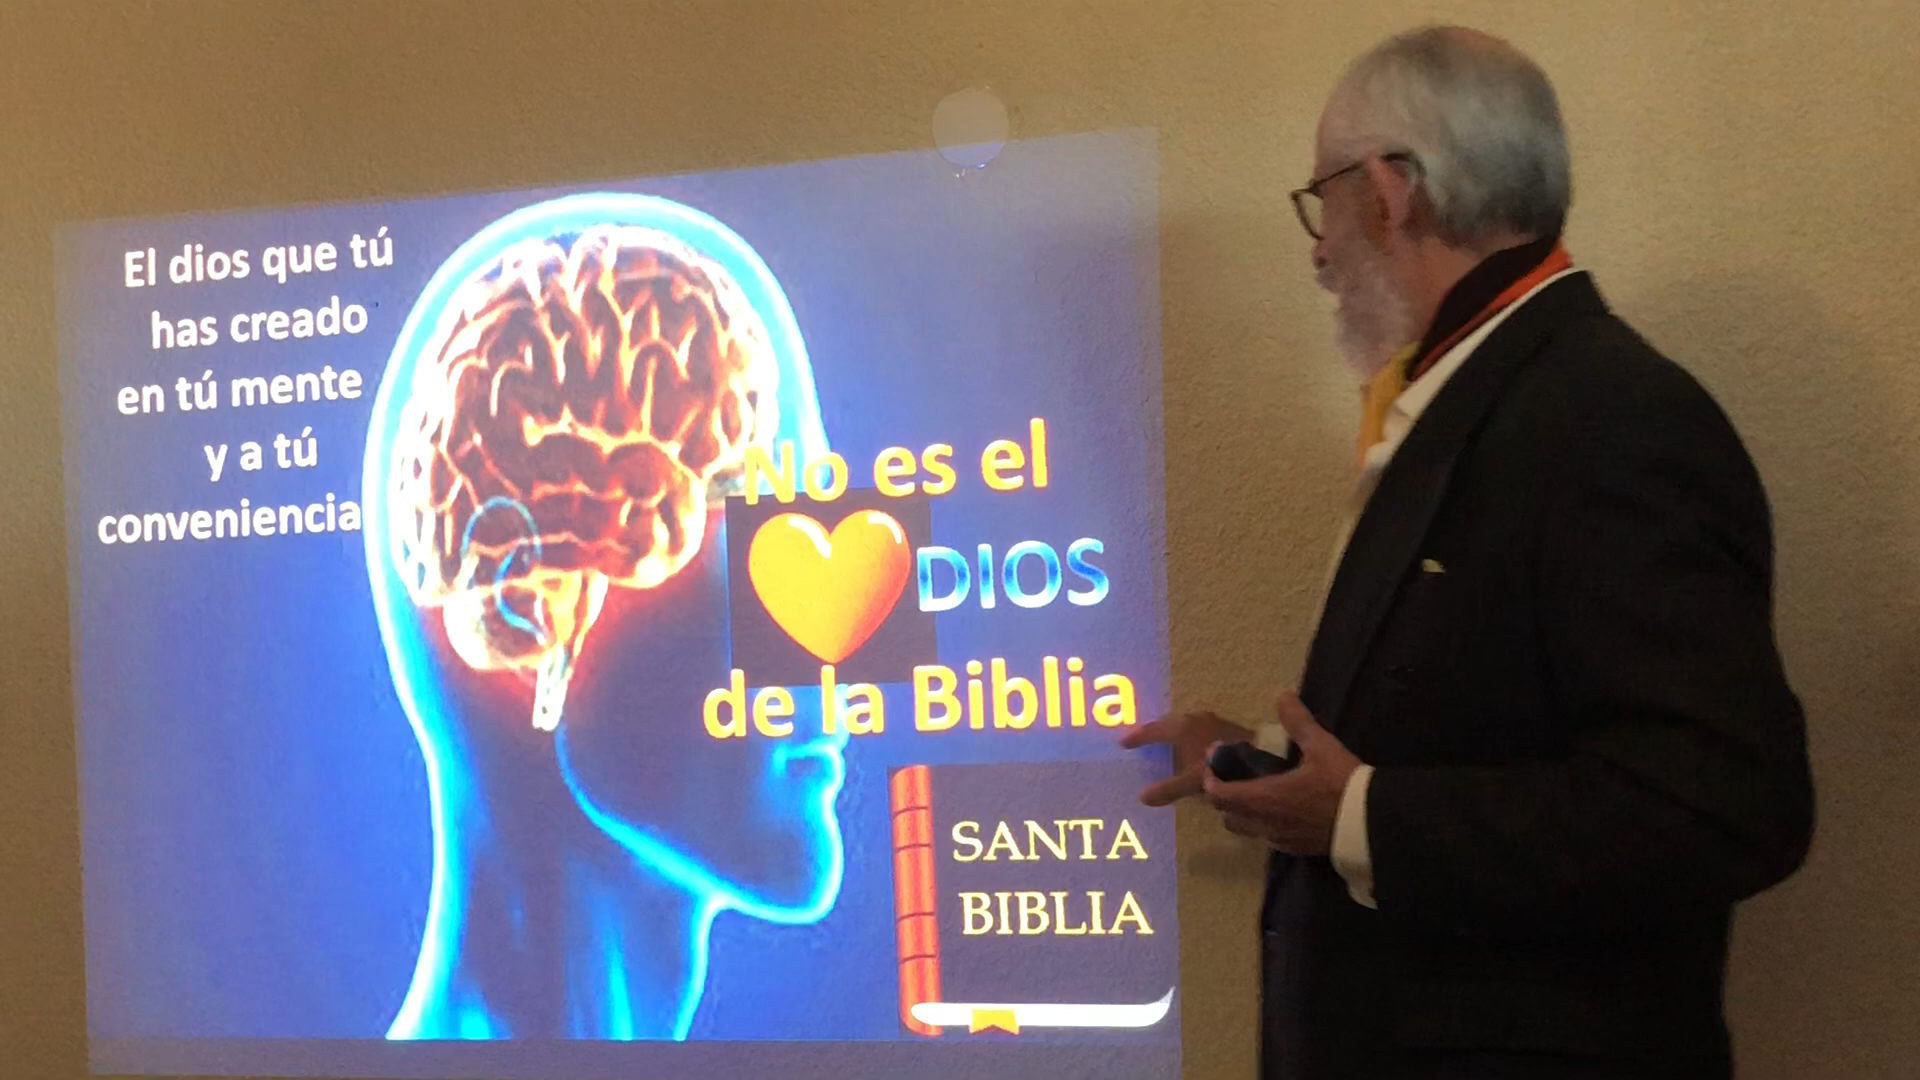 El dios que tú
has creado
en tú mente
y a tú
conveniencia
No es el
DIOS
de la Biblia
SANTA
BIBLIA